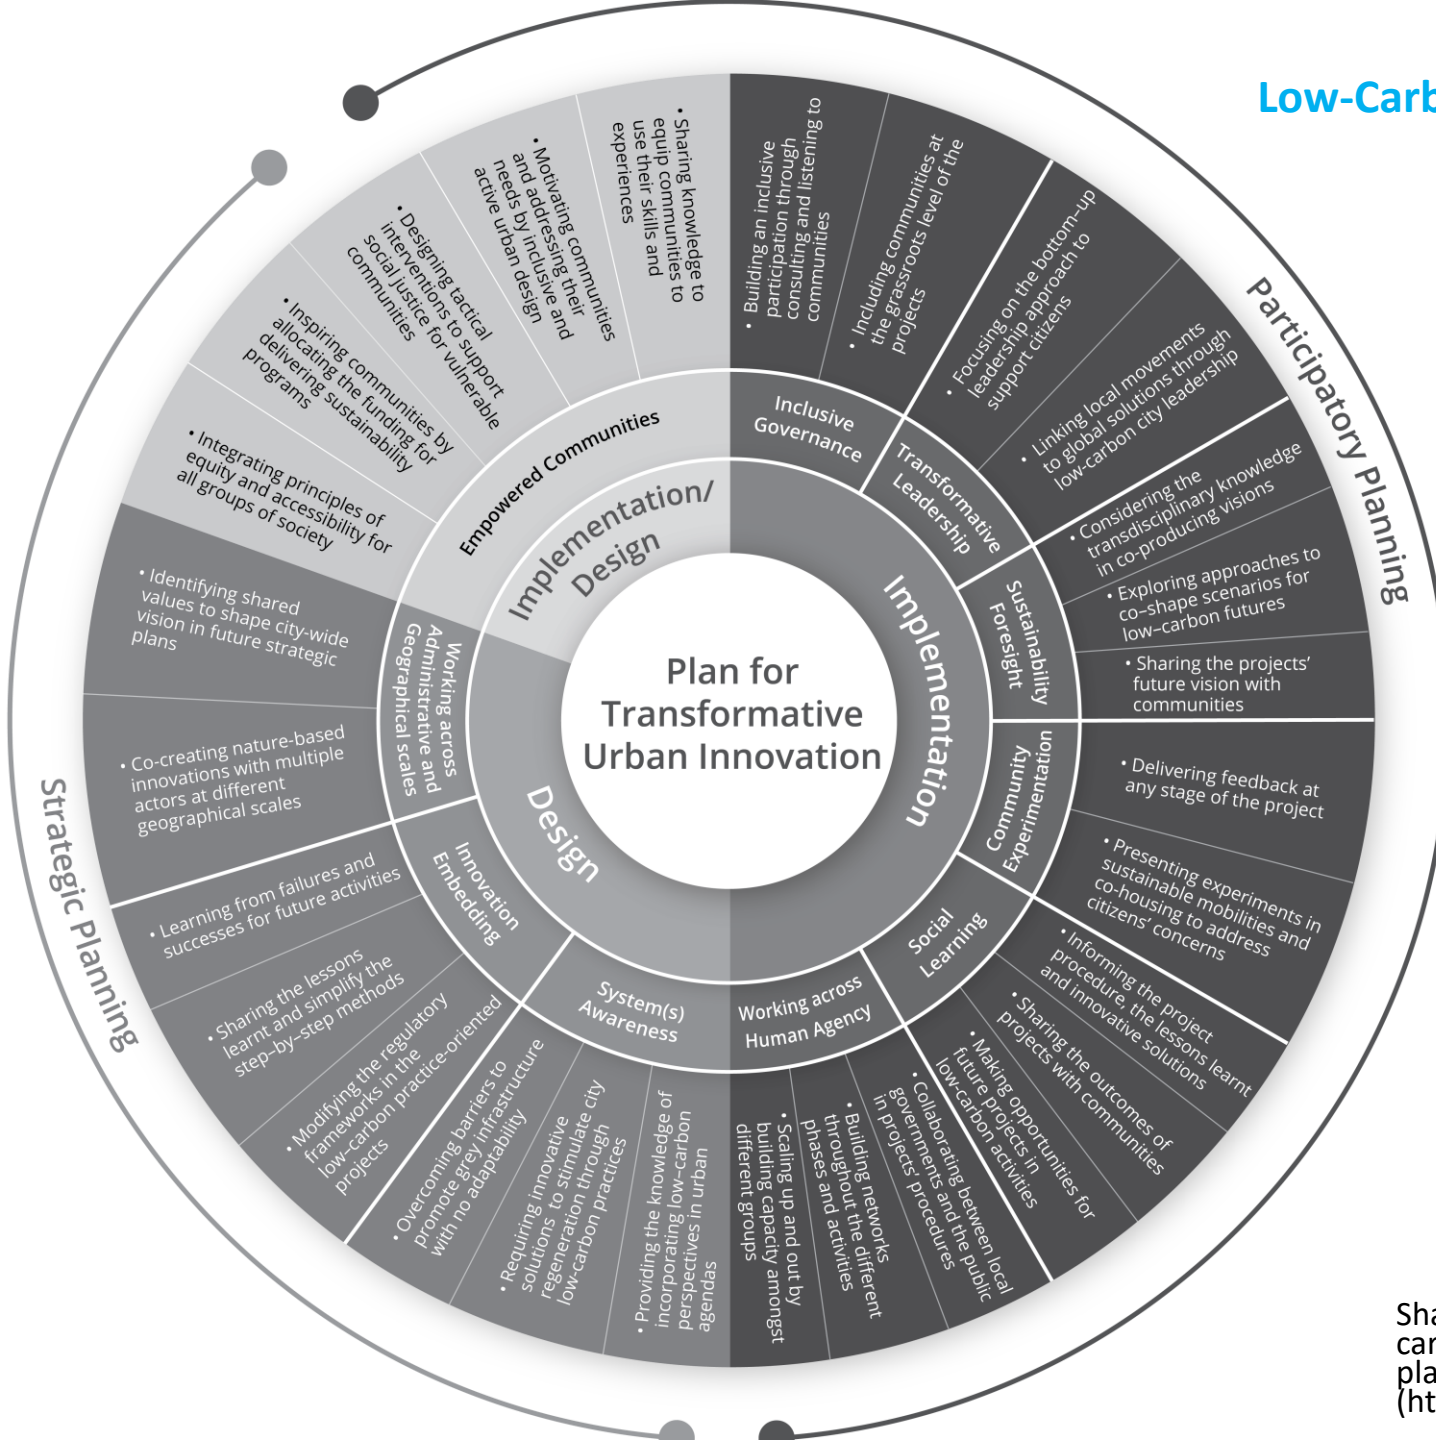 Low-Carb
Plan for
Transformative
Urban Innovation
Participatory Planning
Strategic Planning
Implementation/
Design
Implementation
Design
Empowered Communities
• Integrating principles of
equity and accessibility for
all groups of society
• Inspiring communities by
allocating the funding for
delivering sustainability
programs
• Designing tactical
interventions to support
social justice for vulnerable
communities
• Motivating communities
and addressing their
needs by inclusive and
active urban design
• Sharing knowledge to
equip communities to
use their skills and
experiences
Inclusive
Governance
• Building an inclusive
participation through
consulting and listening to
communities
• Including communities at
the grassroots level of the
projects
Transformative
Leadership
• Focusing on the bottom–up
leadership approach to
support citizens
• Linking local movements
to global solutions through
low-carbon city leadership
Sustainability
Foresight
• Considering the
transdisciplinary knowledge
in co-producing visions
• Exploring approaches to
co–shape scenarios for
low–carbon futures
• Sharing the projects’
future vision with
communities
Community
Experimentation
• Delivering feedback at
any stage of the project
• Presenting experiments in
sustainable mobilities and
co-housing to address
citizens’ concerns
Social
Learning
• Informing the project
procedure, the lessons learnt
and innovative solutions
• Sharing the outcomes of
projects with communities
• Making opportunities for
future projects in
low-carbon activities
Working across
Human Agency
• Collaborating between local
governments and the public
in projects’ procedures
• Building networks
throughout the different
phases and activities
• Scaling up and out by
building capacity amongst
different groups
System(s)
Awareness
• Providing the knowledge of
incorporating low–carbon
perspectives in urban
agendas
• Requiring innovative
solutions to stimulate city
regeneration through
low-carbon practices
• Overcoming barriers to
promote grey infrastructure
with no adaptability
Innovation
Embedding
• Modifying the regulatory
frameworks in the
low–carbon practice-oriented
projects
• Sharing the lessons
learnt and simplify the
step–by–step methods
• Learning from failures and
successes for future activities
Working across
Administrative and
Geographical scales
• Co-creating nature-based
innovations with multiple
actors at different
geographical scales
• Identifying shared
values to shape city-wide
vision in future strategic
plans
Sha
car
pla
(ht